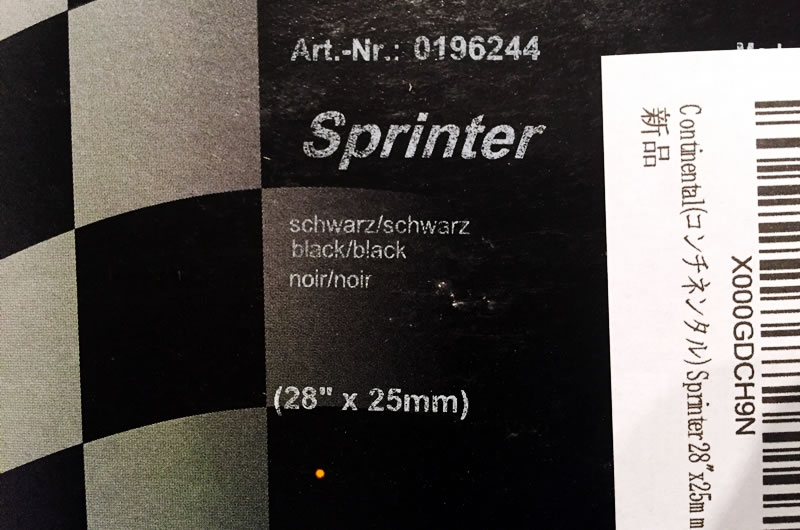 Art.-Nr.: 0196244
Sprinter
schwarz/schwarz
black/black
noir/noir
(28" x 25mm)
X000GDCH9N
Continental(コンチネンタル) Sprinter 28"x25m m
新品